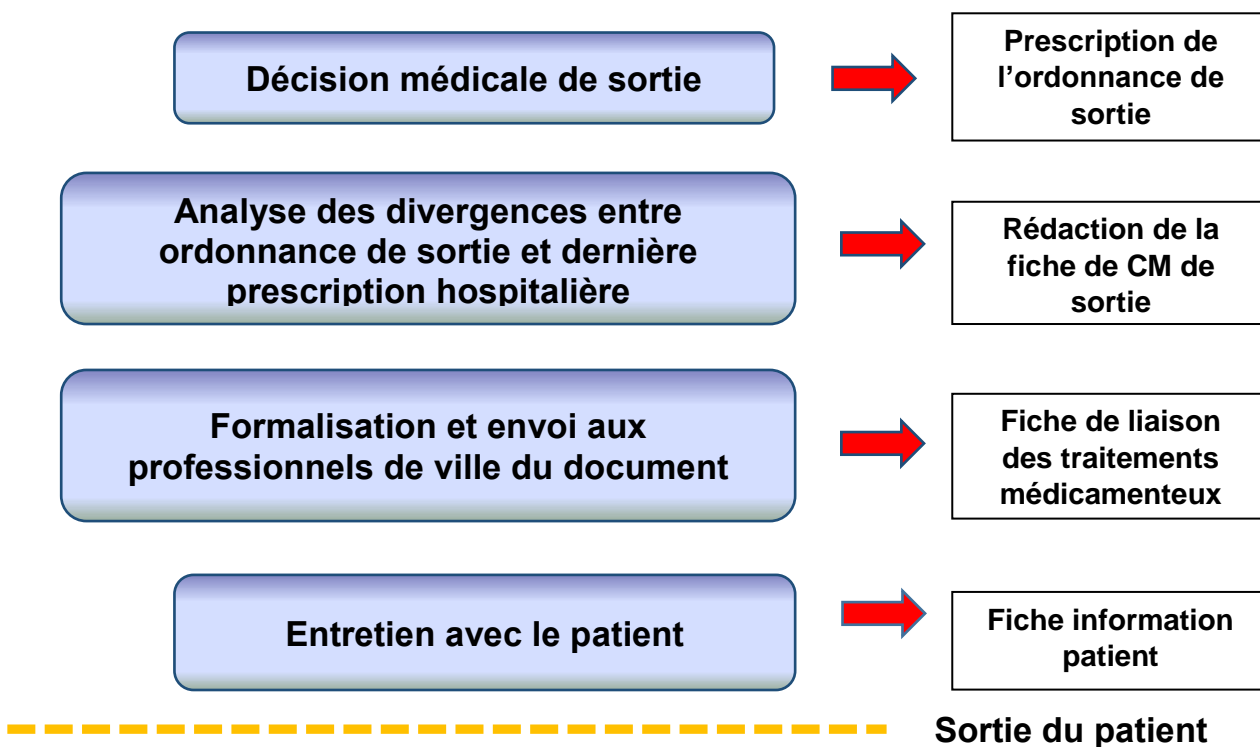 Décision médicale de sortie
Prescription de
l’ordonnance de
sortie
Analyse des divergences entre
ordonnance de sortie et dernière
prescription hospitalière
Rédaction de la
fiche de CM de
sortie
Formalisation et envoi aux
professionnels de ville du document
Fiche de liaison
des traitements
médicamenteux
Entretien avec le patient
Fiche information
patient
Sortie du patient